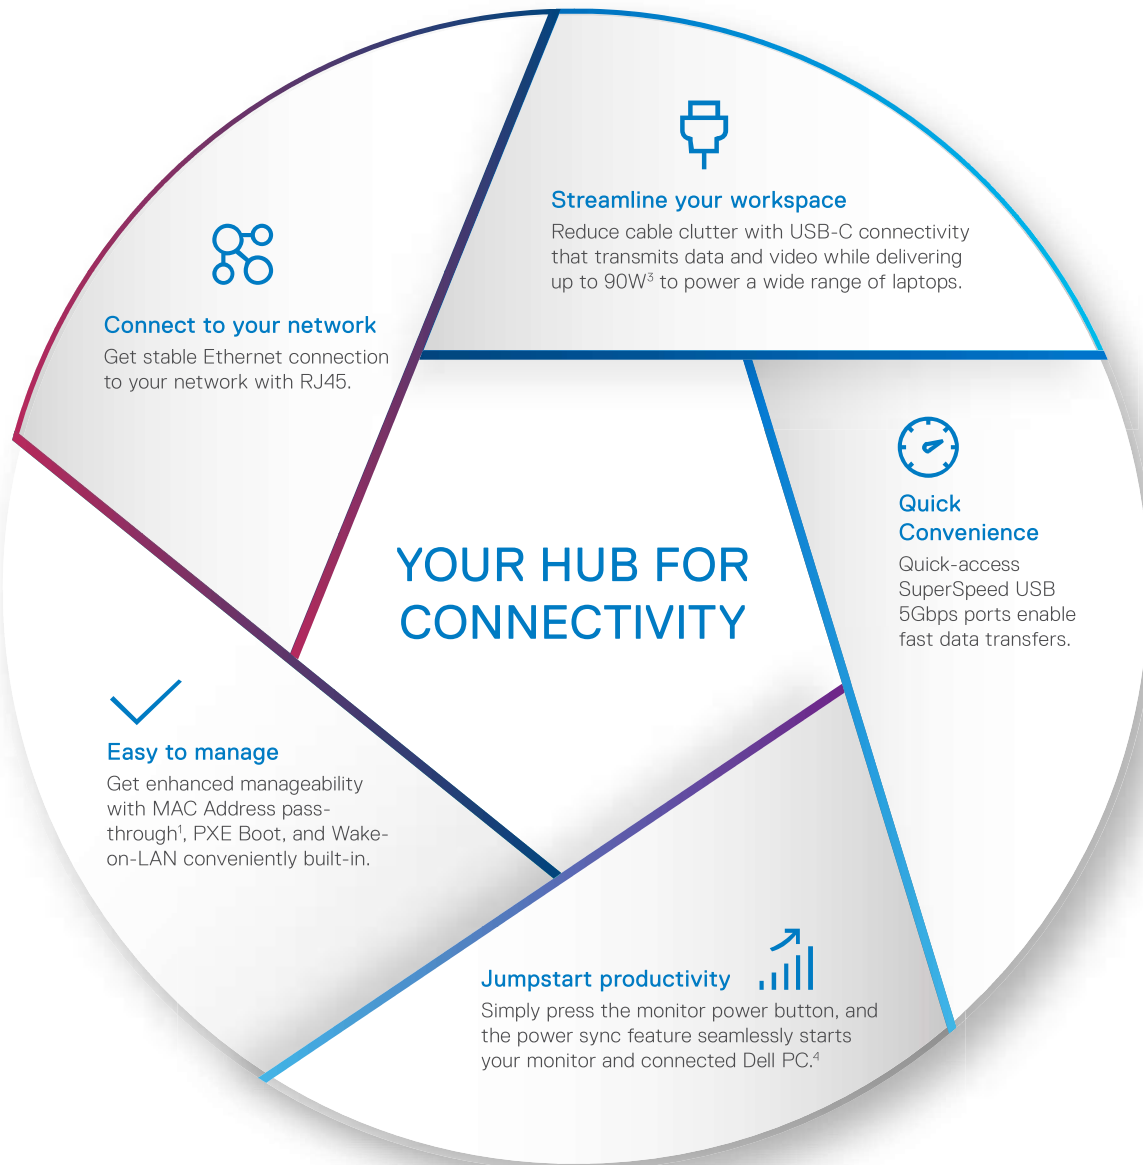 Streamline your workspace
Reduce cable clutter with USB-C connectivity
that transmits data and video while delivering
up to 90W³ to power a wide range of laptops.
Connect to your network
Get stable Ethernet connection
to your network with RJ45.
Quick
Convenience
Quick-access
SuperSpeed USB
5Gbps ports enable
fast data transfers.
YOUR HUB FOR
CONNECTIVITY
Easy to manage
Get enhanced manageability
with MAC Address pass-
through¹, PXE Boot, and Wake-
on-LAN conveniently built-in.
Jumpstart productivity
Simply press the monitor power button, and
the power sync feature seamlessly starts
your monitor and connected Dell PC.⁴